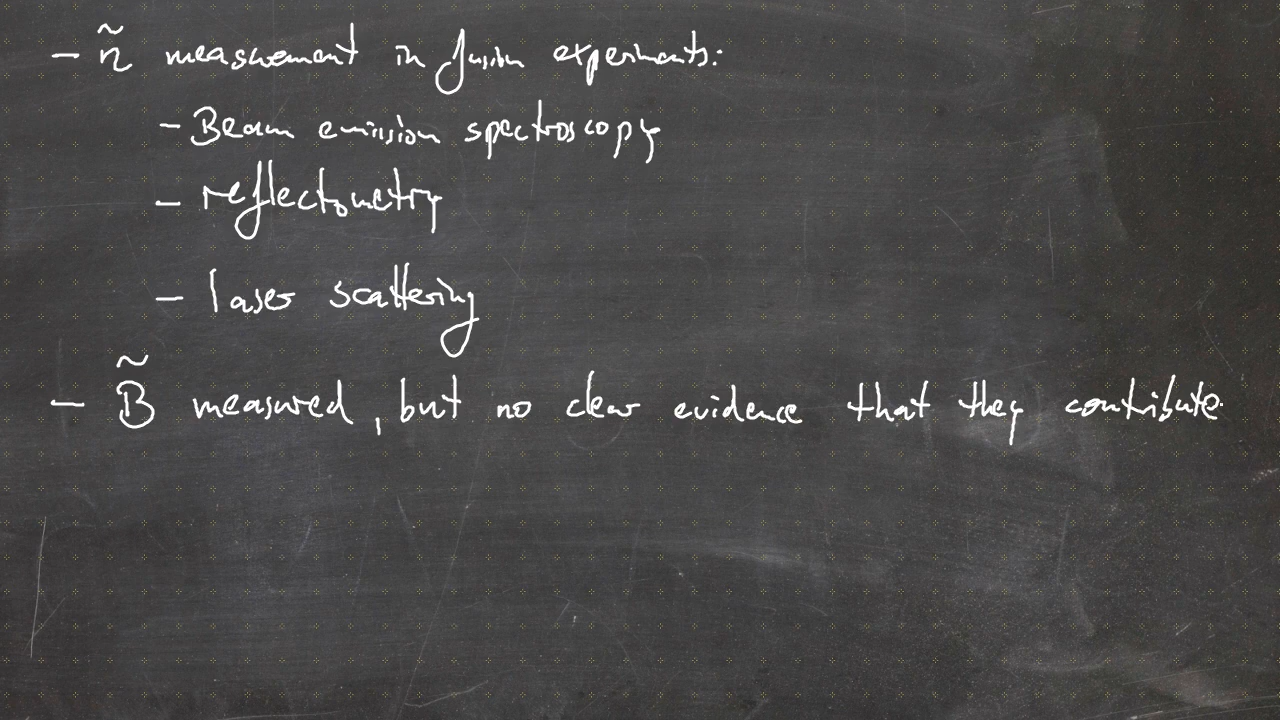 - ñ measurement in fusion experiments:
- Beam emission spectroscopy
- reflectometry
- laser scattering
- B̃ measured, but no clear evidence that they contribute.